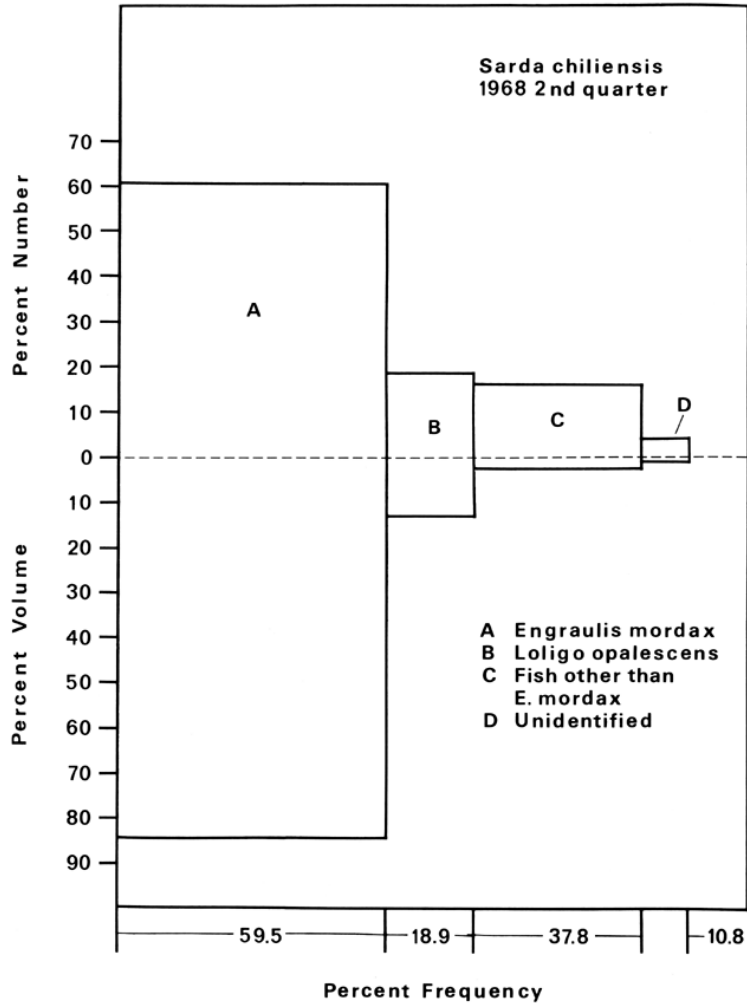 Sarda chiliensis
1968 2nd quarter
Percent Number
70
60
50
40
30
20
10
0
10
20
30
40
50
60
70
80
90
Percent Volume
A
B
C
D
A Engraulis mordax
B Loligo opalescens
C Fish other than
E. mordax
D Unidentified
59.5 18.9 37.8 10.8
Percent Frequency